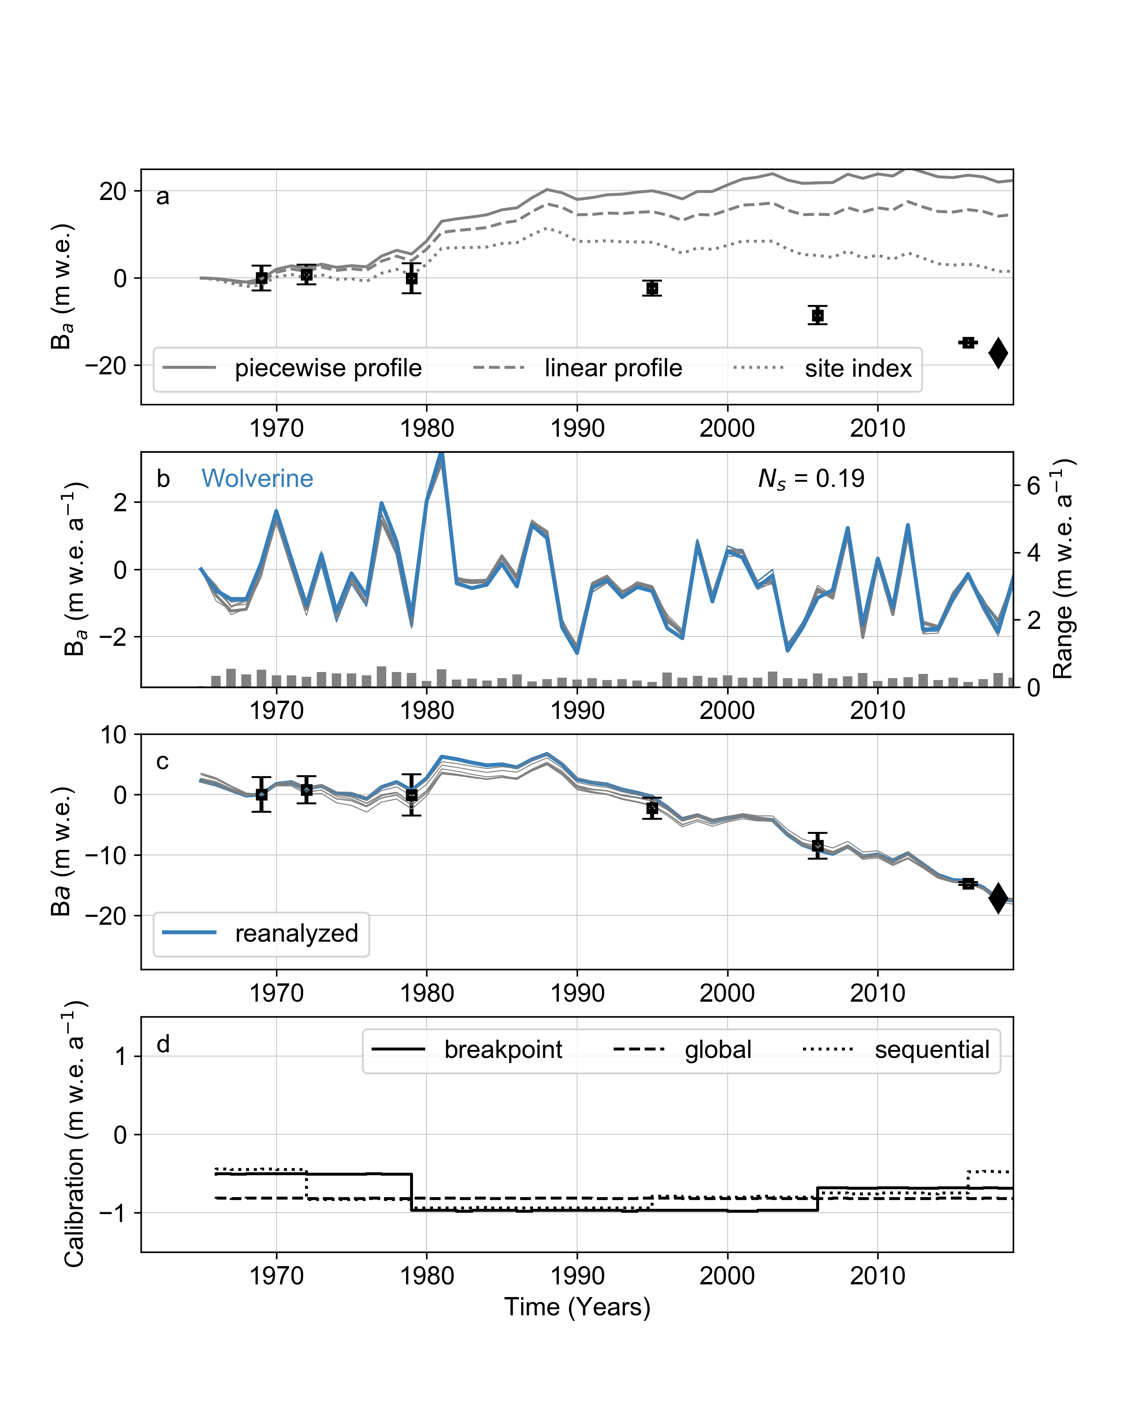 a
20
0
−20
B_a (m w.e.)
piecewise profile
linear profile
site index
1970
1980
1990
2000
2010
b
Wolverine
N_s = 0.19
2
0
−2
B_a (m w.e. a^−1)
6
4
2
0
Range (m w.e. a^−1)
1970
1980
1990
2000
2010
c
10
0
−10
−20
Ba (m w.e.)
reanalyzed
1970
1980
1990
2000
2010
d
breakpoint
global
sequential
1
0
−1
Calibration (m w.e. a^−1)
1970
1980
1990
2000
2010
Time (Years)